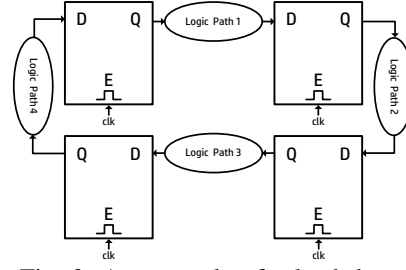 D Q
Logic Path 1
D Q
E
clk
E
clk
Logic Path 4
Logic Path 2
Q D
Logic Path 3
Q D
E
clk
E
clk